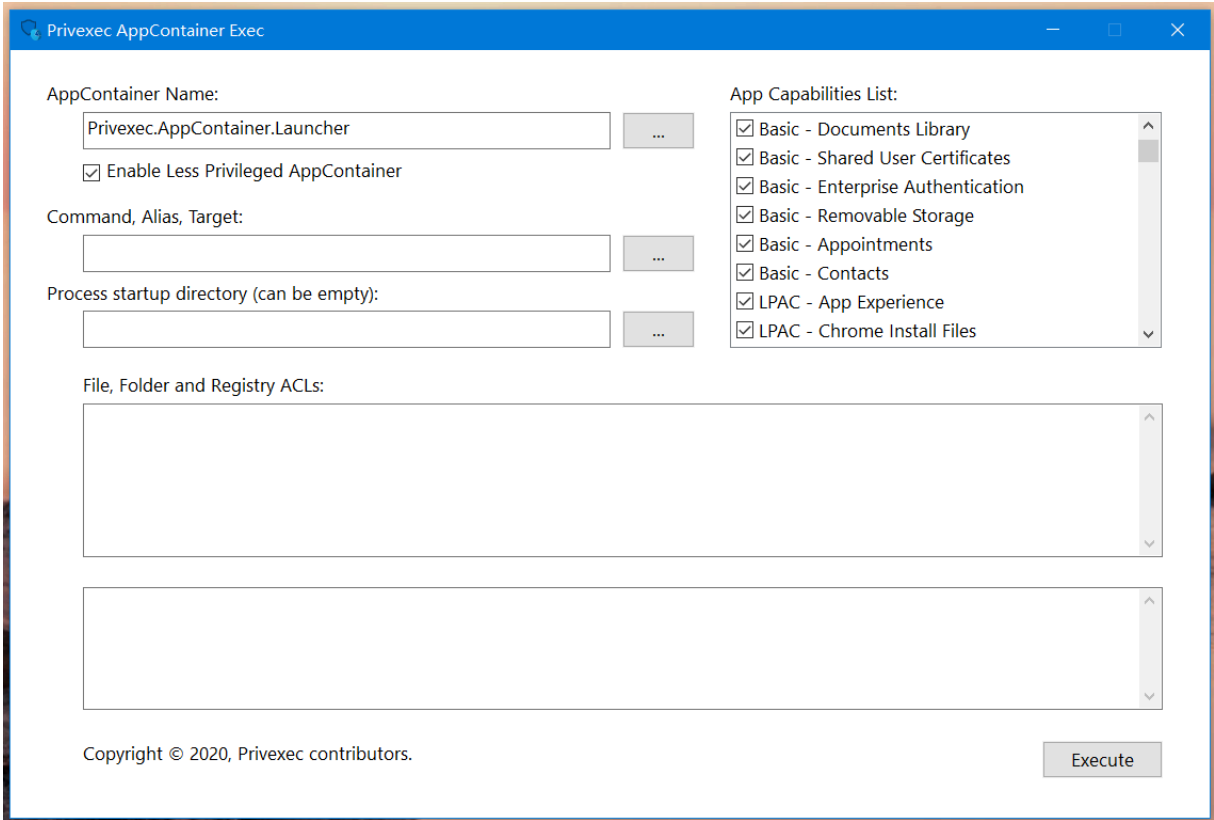 Privexec AppContainer Exec
AppContainer Name:
Privexec.AppContainer.Launcher
...
Enable Less Privileged AppContainer
Command, Alias, Target:
...
Process startup directory (can be empty):
...
App Capabilities List:
Basic - Documents Library
Basic - Shared User Certificates
Basic - Enterprise Authentication
Basic - Removable Storage
Basic - Appointments
Basic - Contacts
LPAC - App Experience
LPAC - Chrome Install Files
File, Folder and Registry ACLs:
Copyright © 2020, Privexec contributors.
Execute